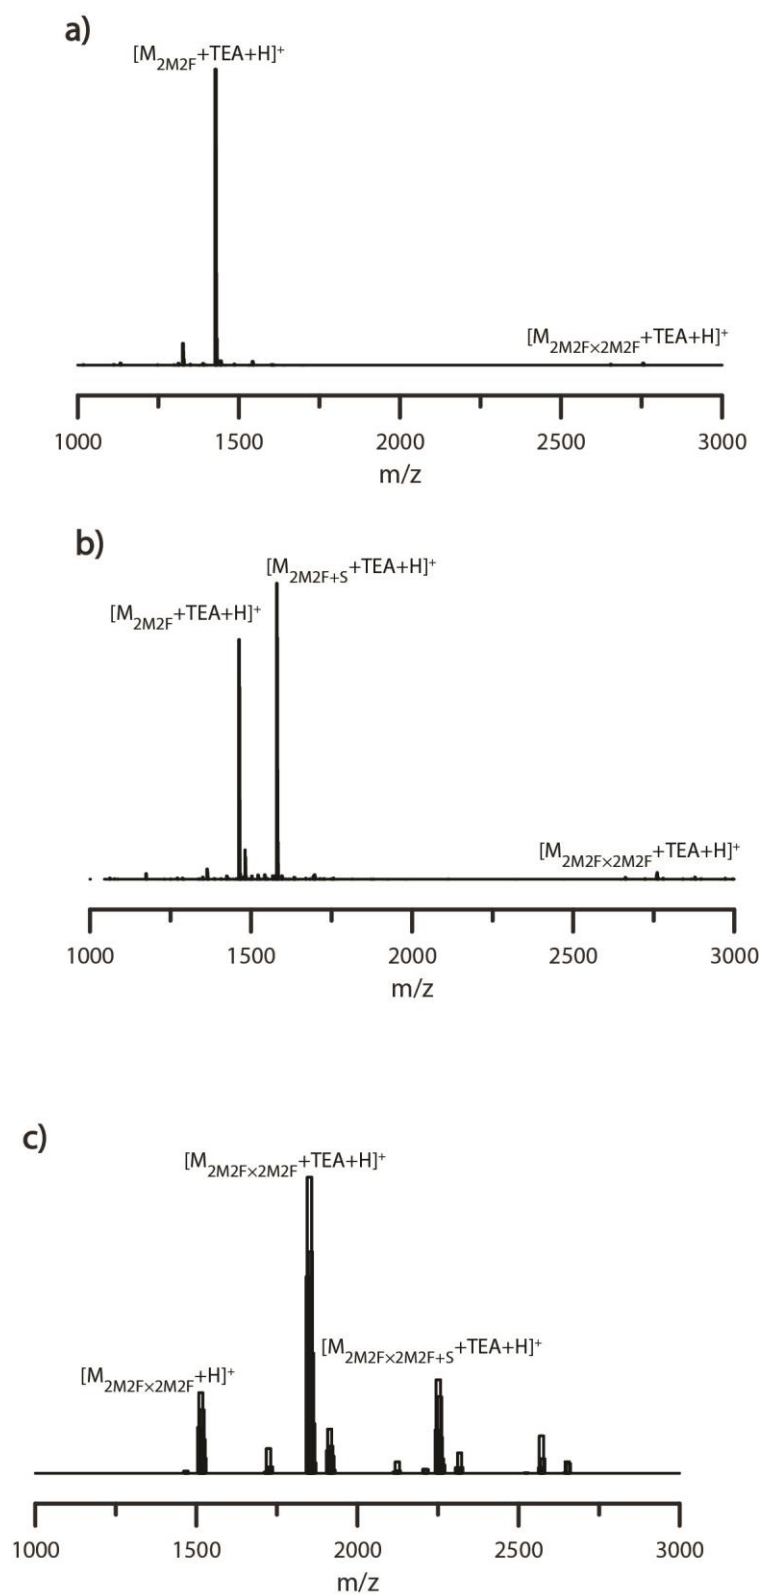 a)
[M2M2F+TEA+H]+
[M2M2F×2M2F+TEA+H]+
1000 1500 2000 2500 3000
m/z
b)
[M2M2F+S+TEA+H]+
[M2M2F+TEA+H]+
[M2M2F×2M2F+TEA+H]+
1000 1500 2000 2500 3000
m/z
c)
[M2M2F×2M2F+TEA+H]+
[M2M2F×2M2F+S+TEA+H]+
[M2M2F×2M2F+H]+
1000 1500 2000 2500 3000
m/z